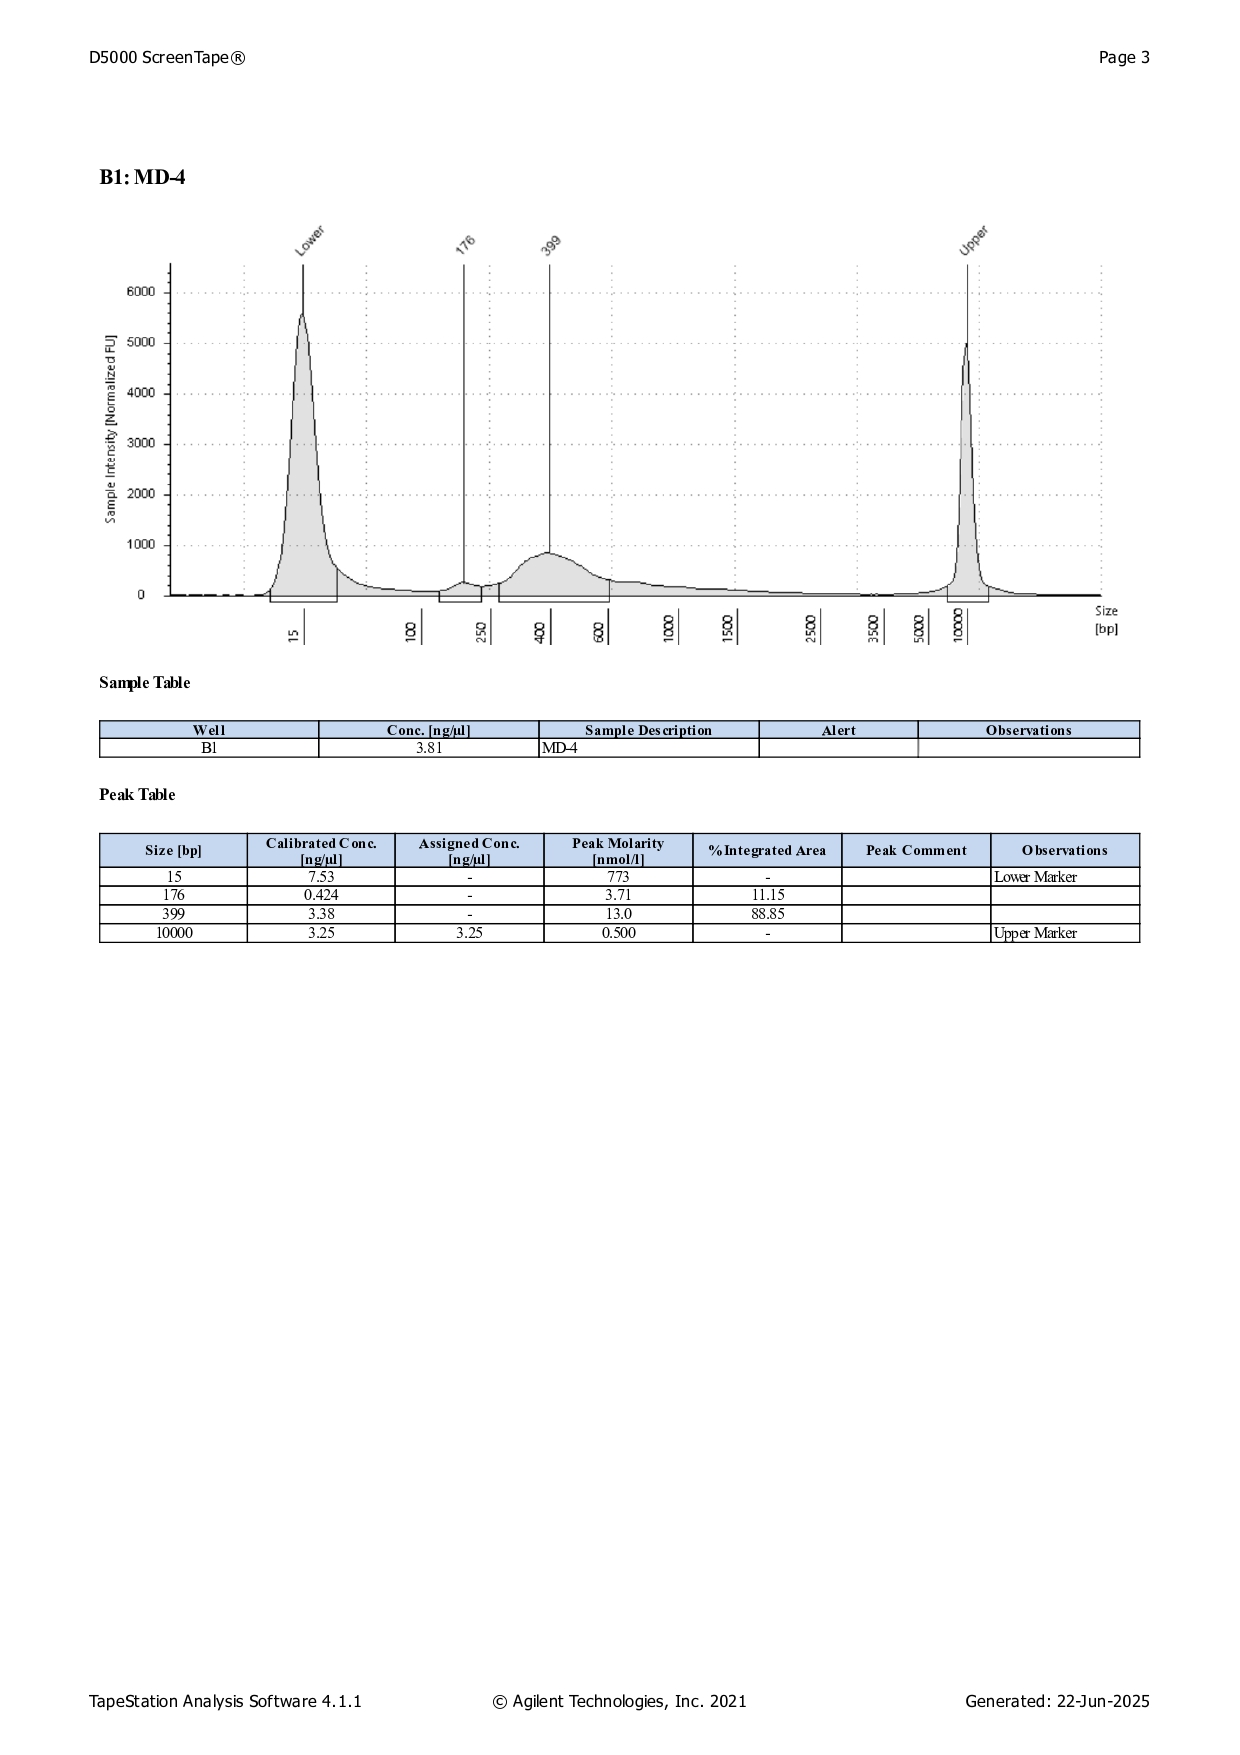 D5000 ScreenTape® Page 3
B1: MD-4
Lower 176 399 Upper
Sample Intensity [Normalized FU]
6000
5000
4000
3000
2000
1000
0
15 100 250 400 600 1000 1500 2500 3500 5000 10000
Size
[bp]
Sample Table
Well Conc. [ng/µl] Sample Description Alert Observations
B1 3.81 MD-4
Peak Table
Size [bp] Calibrated Conc. [ng/µl] Assigned Conc. [ng/µl] Peak Molarity [nmol/l] % Integrated Area Peak Comment Observations
15 7.53 - 773 - Lower Marker
176 0.424 - 3.71 11.15
399 3.38 - 13.0 88.85
10000 3.25 3.25 0.500 - Upper Marker
TapeStation Analysis Software 4.1.1 © Agilent Technologies, Inc. 2021 Generated: 22-Jun-2025